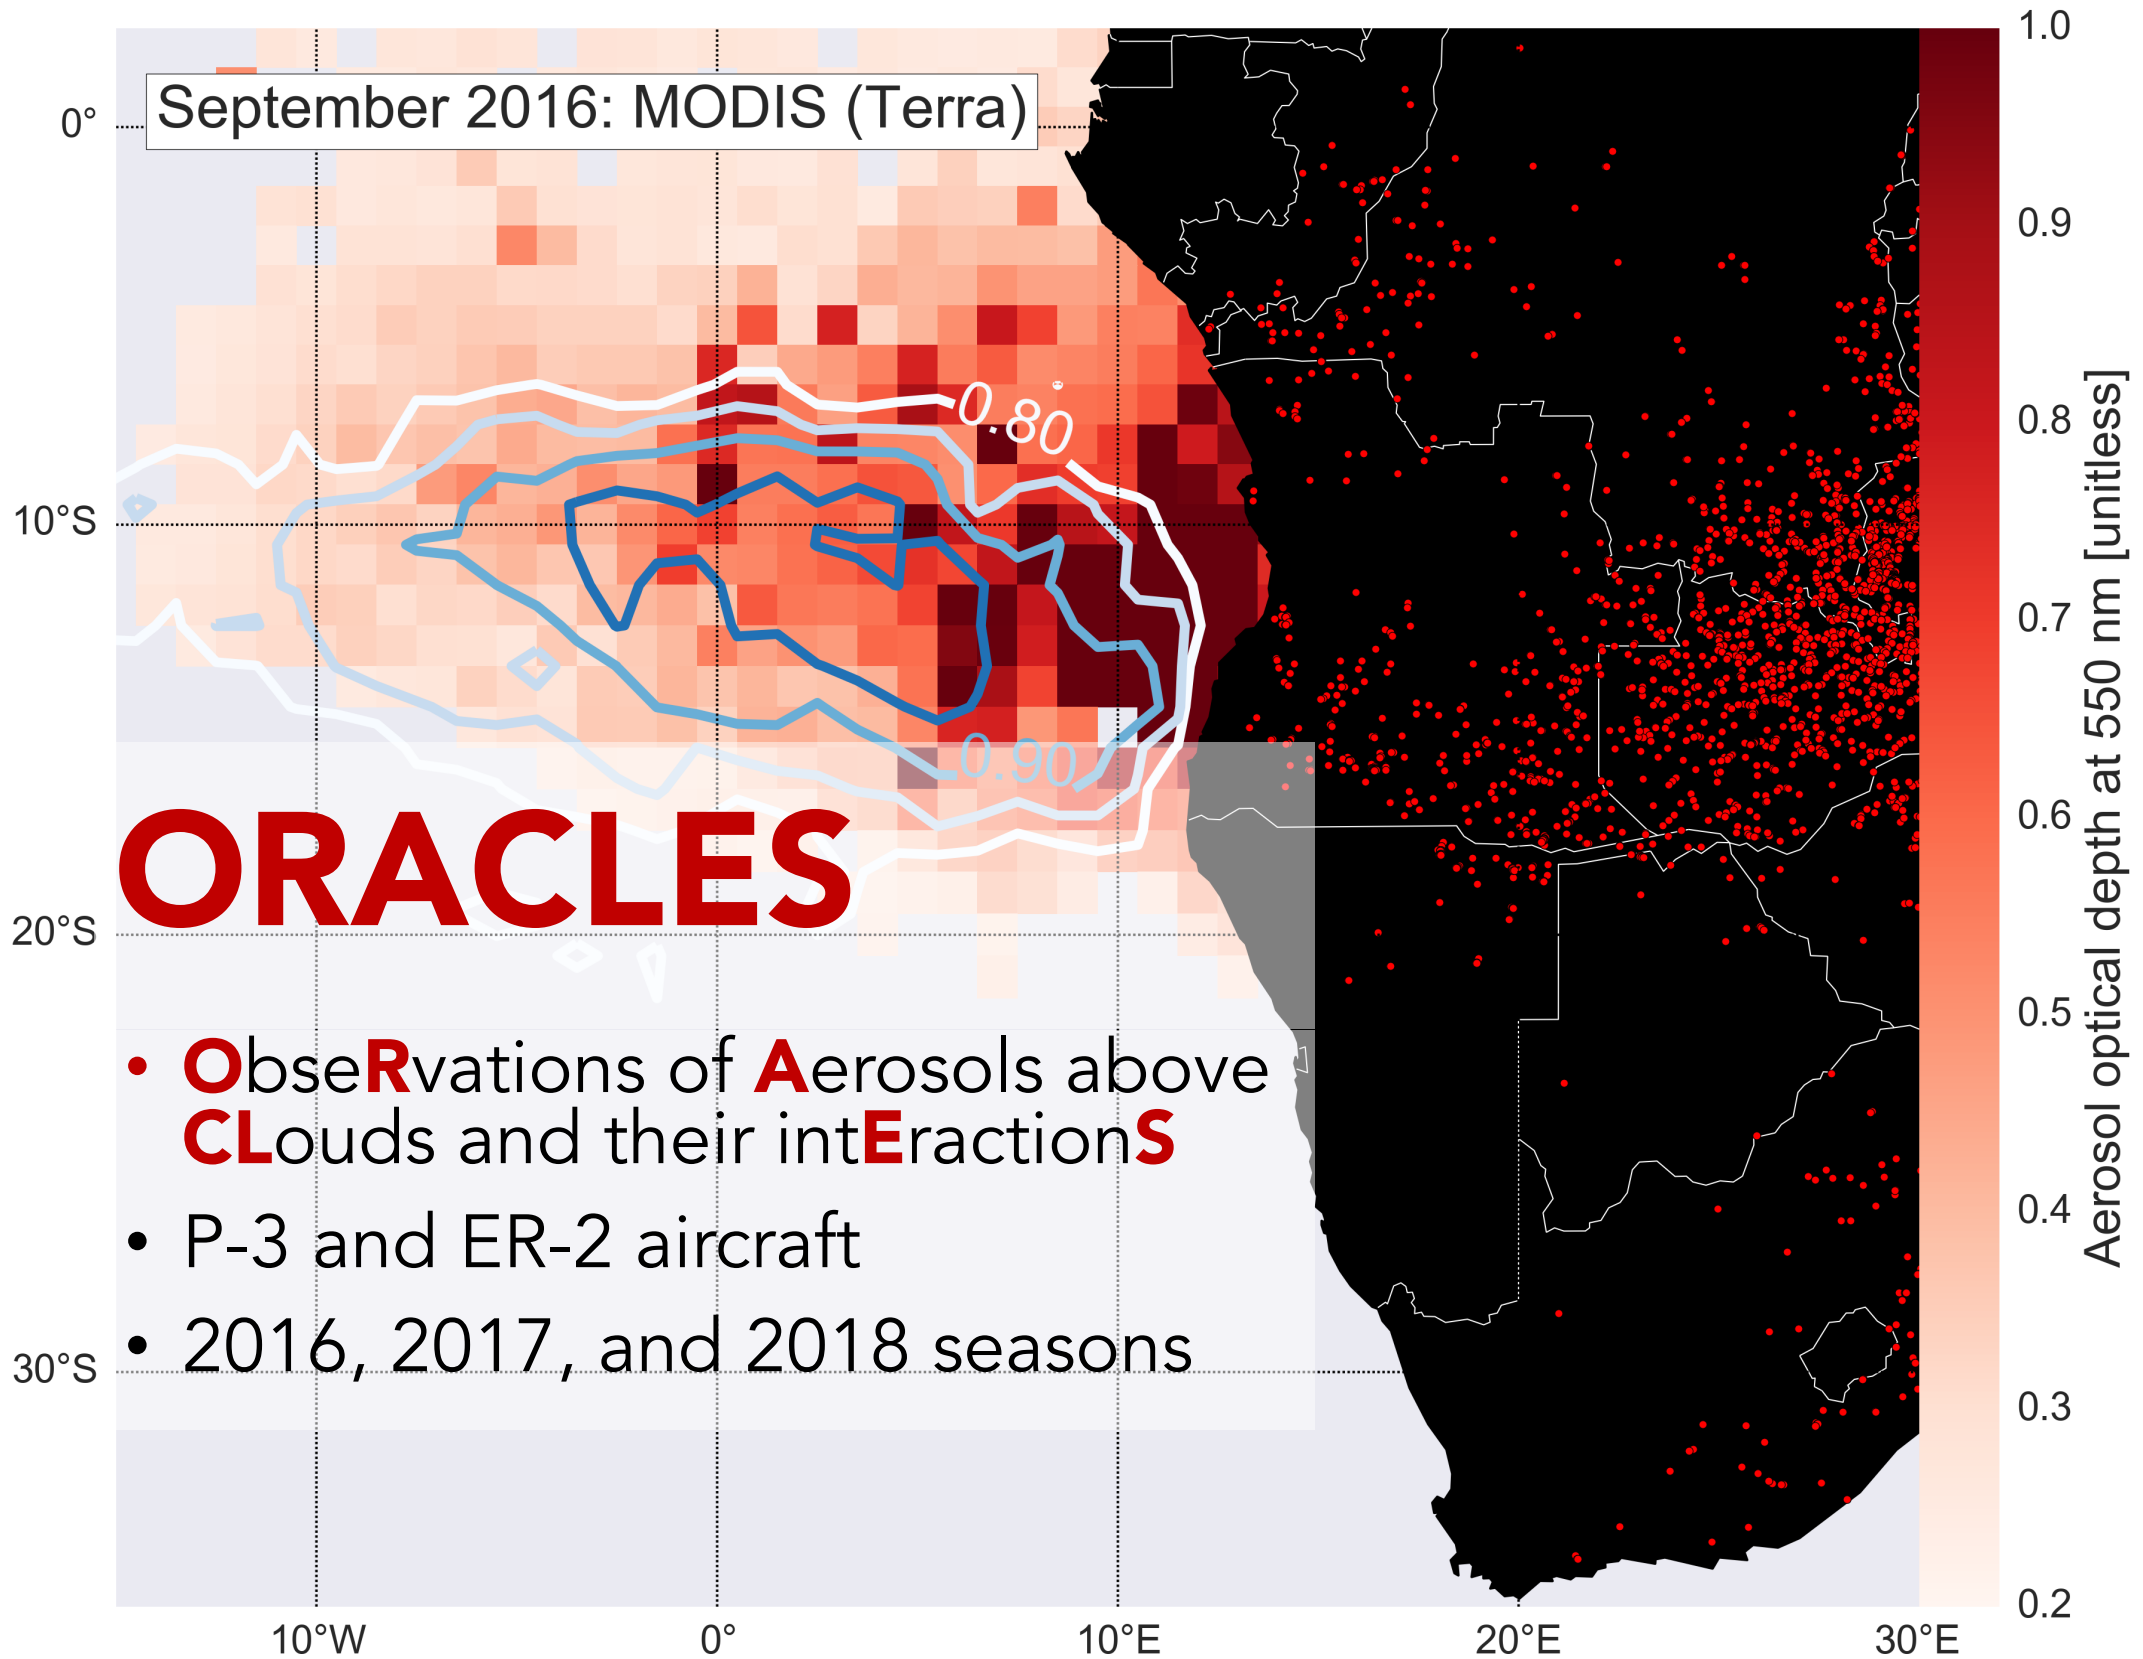 1.0
September 2016: MODIS (Terra)
0°
0.9
0.80
0.8
10°S
0.7
0.90
0.6
ORACLES
20°S
0.5
• ObseRvations of Aerosols above
CLouds and their intEractionS
• P-3 and ER-2 aircraft
0.4
• 2016, 2017, and 2018 seasons
30°S
0.3
0.2
Aerosol optical depth at 550 nm [unitless]
10°W 0° 10°E 20°E 30°E